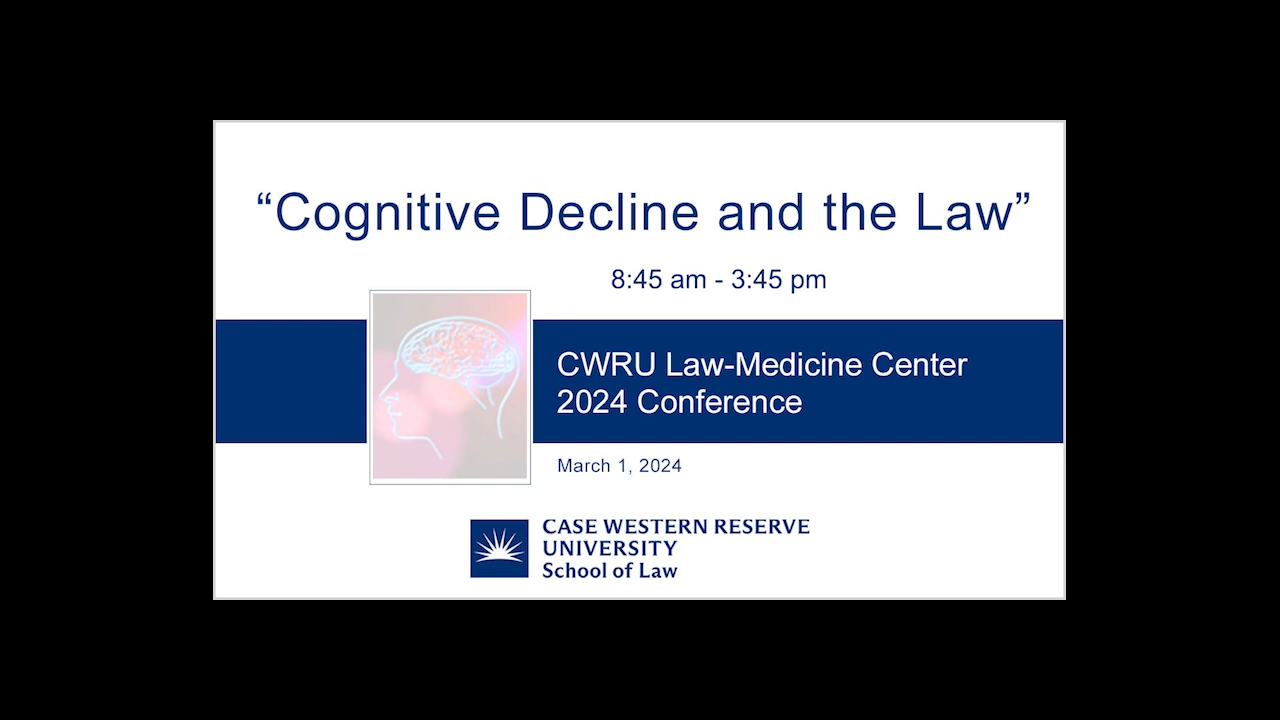 “Cognitive Decline and the Law”
8:45 am - 3:45 pm
CWRU Law-Medicine Center
2024 Conference
March 1, 2024
CASE WESTERN RESERVE
UNIVERSITY
School of Law